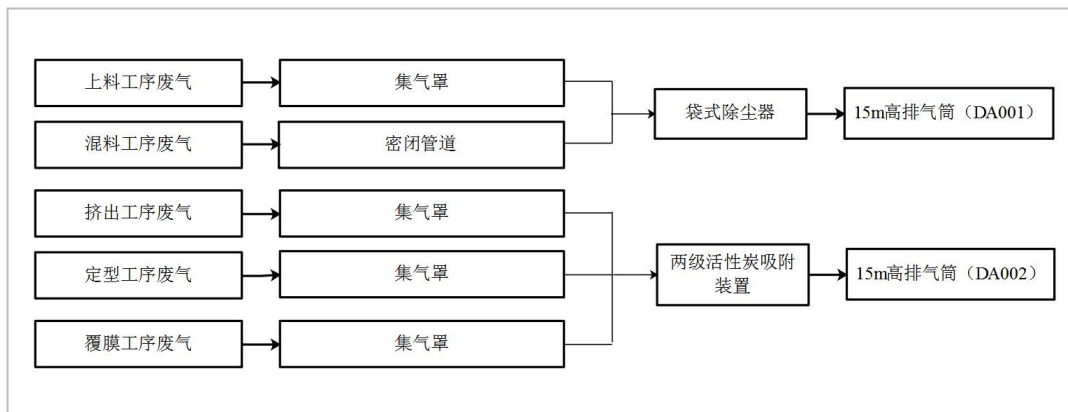 上料工序废气
集气罩
混料工序废气
密闭管道
袋式除尘器
15m高排气筒（DA001）
挤出工序废气
集气罩
定型工序废气
集气罩
覆膜工序废气
集气罩
两级活性炭吸附
装置
15m高排气筒（DA002）